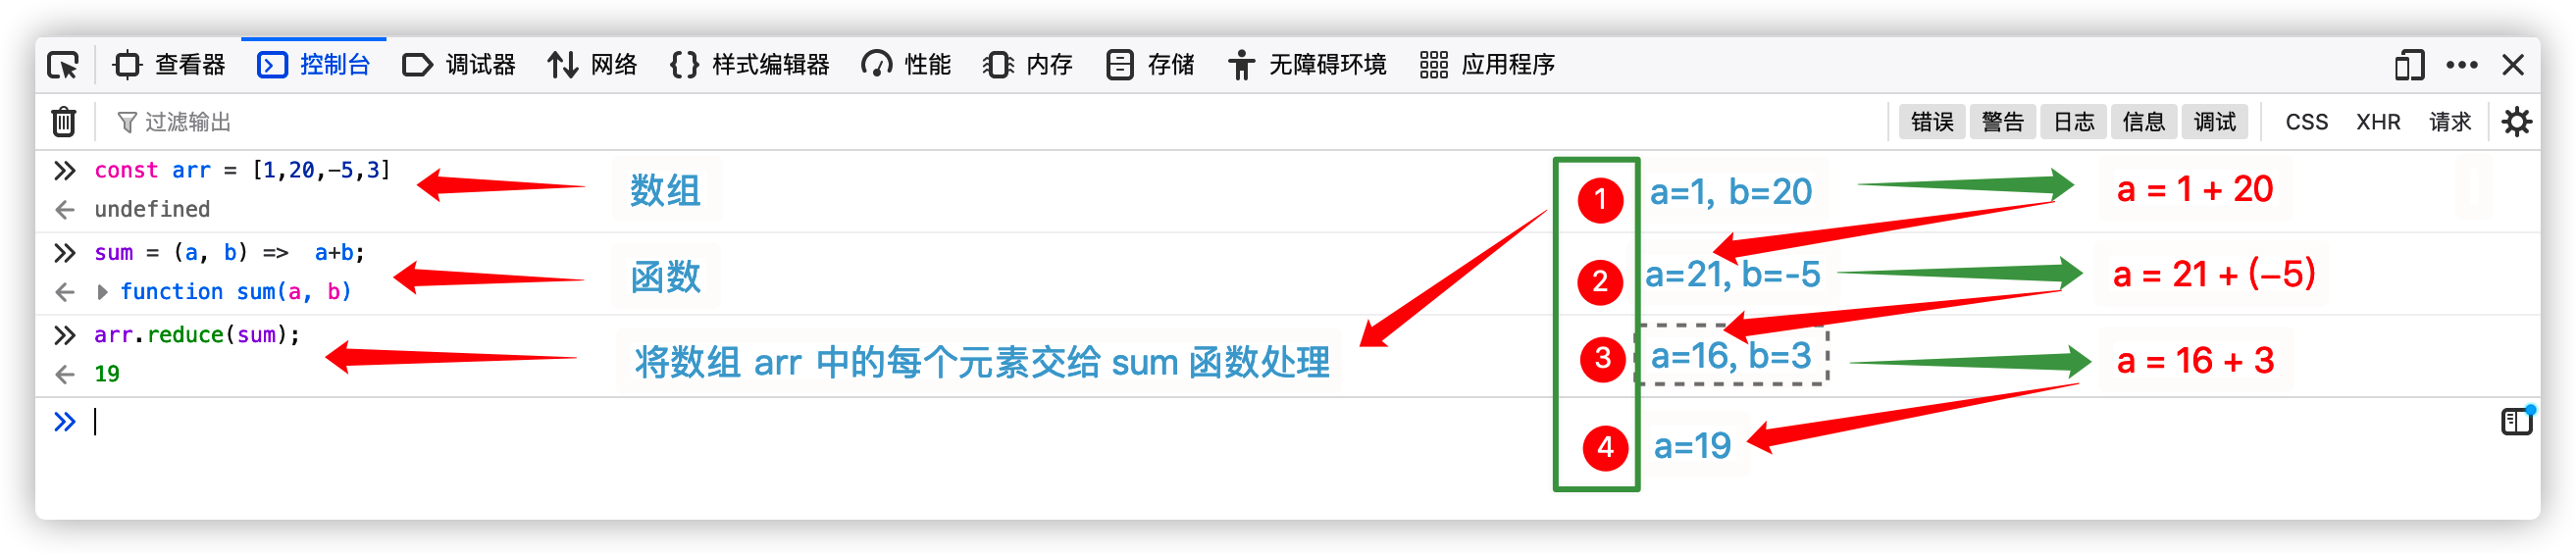 查看器 控制台 调试器 网络 样式编辑器 性能 内存 存储 无障碍环境 应用程序
过滤输出 错误 警告 日志 信息 调试 CSS XHR 请求
const arr = [1,20,-5,3]
undefined
数组
sum = (a, b) =>  a+b;
function sum(a, b)
函数
arr.reduce(sum);
19
将数组 arr 中的每个元素交给 sum 函数处理
1 a=1, b=20 a = 1 + 20
2 a=21, b=-5 a = 21 + (–5)
3 a=16, b=3 a = 16 + 3
4 a=19